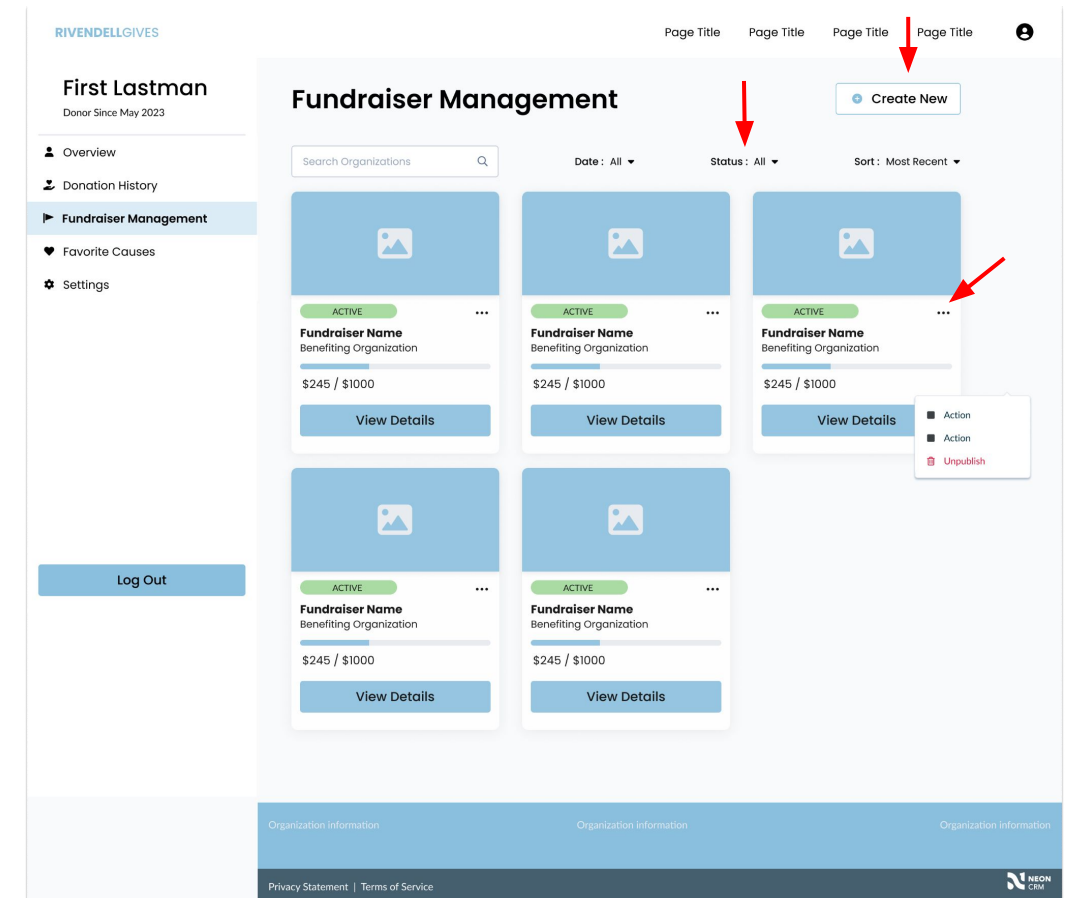 RIVENDELLGIVES
Page Title
Page Title
Page Title
Page Title
First Lastman
Donor Since May 2023
Overview
Donation History
Fundraiser Management
Favorite Causes
Settings
Log Out
Fundraiser Management
Create New
Search Organizations
Date : All
Status : All
Sort : Most Recent
ACTIVE
Fundraiser Name
Benefiting Organization
$245 / $1000
View Details
ACTIVE
Fundraiser Name
Benefiting Organization
$245 / $1000
View Details
ACTIVE
Fundraiser Name
Benefiting Organization
$245 / $1000
View Details
Action
Action
Unpublish
ACTIVE
Fundraiser Name
Benefiting Organization
$245 / $1000
View Details
ACTIVE
Fundraiser Name
Benefiting Organization
$245 / $1000
View Details
Organization information
Organization information
Organization information
Privacy Statement | Terms of Service
NEON
CRM